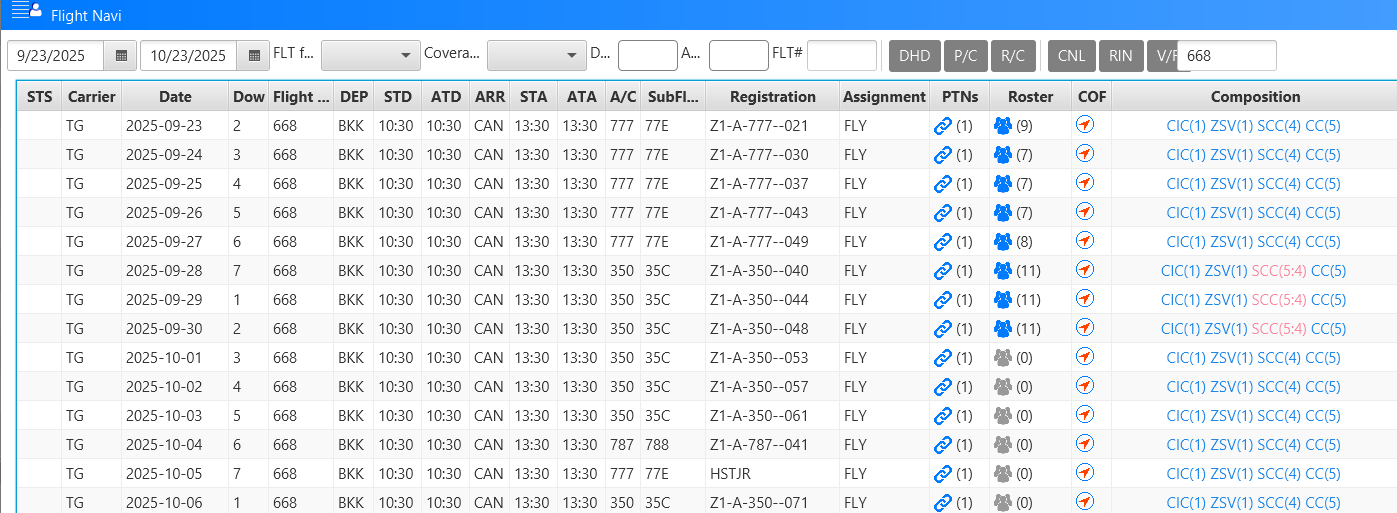 Flight Navi
9/23/2025 10/23/2025 FLT f... Covera... D... A... FLT# DHD P/C R/C CNL RIN V/F 668
STS Carrier Date Dow Flight ... DEP STD ATD ARR STA ATA A/C SubFl... Registration Assignment PTNs Roster COF Composition
TG 2025-09-23 2 668 BKK 10:30 10:30 CAN 13:30 13:30 777 77E Z1-A-777--021 FLY (1) (9) CIC(1) ZSV(1) SCC(4) CC(5)
TG 2025-09-24 3 668 BKK 10:30 10:30 CAN 13:30 13:30 777 77E Z1-A-777--030 FLY (1) (7) CIC(1) ZSV(1) SCC(4) CC(5)
TG 2025-09-25 4 668 BKK 10:30 10:30 CAN 13:30 13:30 777 77E Z1-A-777--037 FLY (1) (7) CIC(1) ZSV(1) SCC(4) CC(5)
TG 2025-09-26 5 668 BKK 10:30 10:30 CAN 13:30 13:30 777 77E Z1-A-777--043 FLY (1) (7) CIC(1) ZSV(1) SCC(4) CC(5)
TG 2025-09-27 6 668 BKK 10:30 10:30 CAN 13:30 13:30 777 77E Z1-A-777--049 FLY (1) (8) CIC(1) ZSV(1) SCC(4) CC(5)
TG 2025-09-28 7 668 BKK 10:30 10:30 CAN 13:30 13:30 350 35C Z1-A-350--040 FLY (1) (11) CIC(1) ZSV(1) SCC(5:4) CC(5)
TG 2025-09-29 1 668 BKK 10:30 10:30 CAN 13:30 13:30 350 35C Z1-A-350--044 FLY (1) (11) CIC(1) ZSV(1) SCC(5:4) CC(5)
TG 2025-09-30 2 668 BKK 10:30 10:30 CAN 13:30 13:30 350 35C Z1-A-350--048 FLY (1) (11) CIC(1) ZSV(1) SCC(5:4) CC(5)
TG 2025-10-01 3 668 BKK 10:30 10:30 CAN 13:30 13:30 350 35C Z1-A-350--053 FLY (1) (0) CIC(1) ZSV(1) SCC(4) CC(5)
TG 2025-10-02 4 668 BKK 10:30 10:30 CAN 13:30 13:30 350 35C Z1-A-350--057 FLY (1) (0) CIC(1) ZSV(1) SCC(4) CC(5)
TG 2025-10-03 5 668 BKK 10:30 10:30 CAN 13:30 13:30 350 35C Z1-A-350--061 FLY (1) (0) CIC(1) ZSV(1) SCC(4) CC(5)
TG 2025-10-04 6 668 BKK 10:30 10:30 CAN 13:30 13:30 787 788 Z1-A-787--041 FLY (1) (0) CIC(1) ZSV(1) SCC(4) CC(5)
TG 2025-10-05 7 668 BKK 10:30 10:30 CAN 13:30 13:30 777 77E HSTJR FLY (1) (0) CIC(1) ZSV(1) SCC(4) CC(5)
TG 2025-10-06 1 668 BKK 10:30 10:30 CAN 13:30 13:30 350 35C Z1-A-350--071 FLY (1) (0) CIC(1) ZSV(1) SCC(4) CC(5)